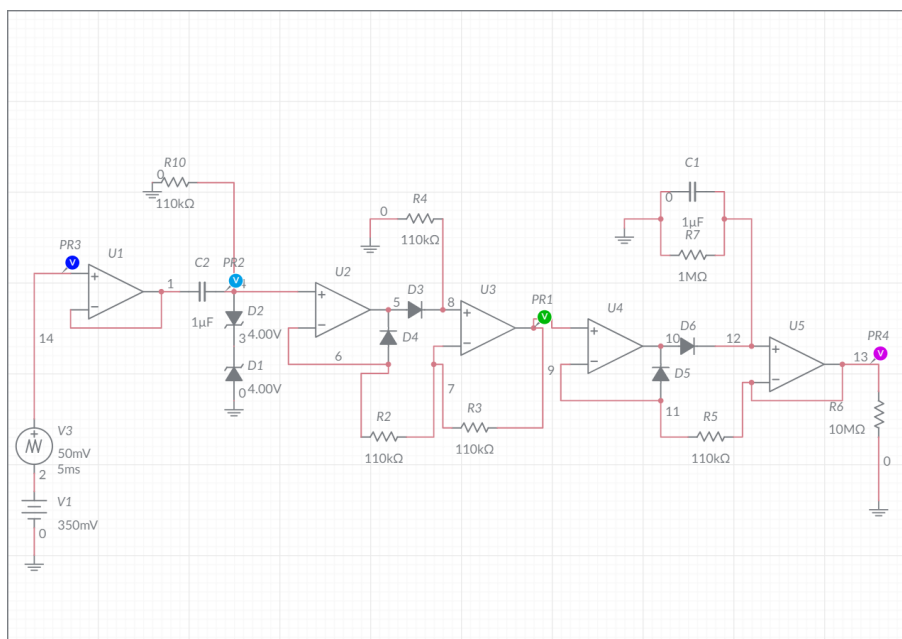 C1
0
1µF
R7
1MΩ
R10
0
110kΩ
R4
0
110kΩ
PR3
U1
C2
PR2
1
4
1µF
U2
D2
3
4.00V
D1
0
4.00V
5
D3
8
D4
6
U3
PR1
7
R2
110kΩ
R3
110kΩ
U4
10
D6
12
D5
9
11
R5
110kΩ
U5
13
PR4
R6
10MΩ
0
14
V3
50mV
5ms
2
V1
350mV
0